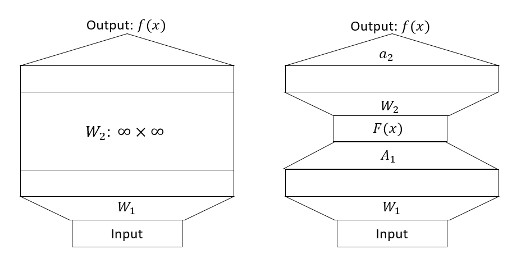 Output: f(x)
W₂: ∞ × ∞
W₁
Input
Output: f(x)
a₂
W₂
F(x)
A₁
W₁
Input